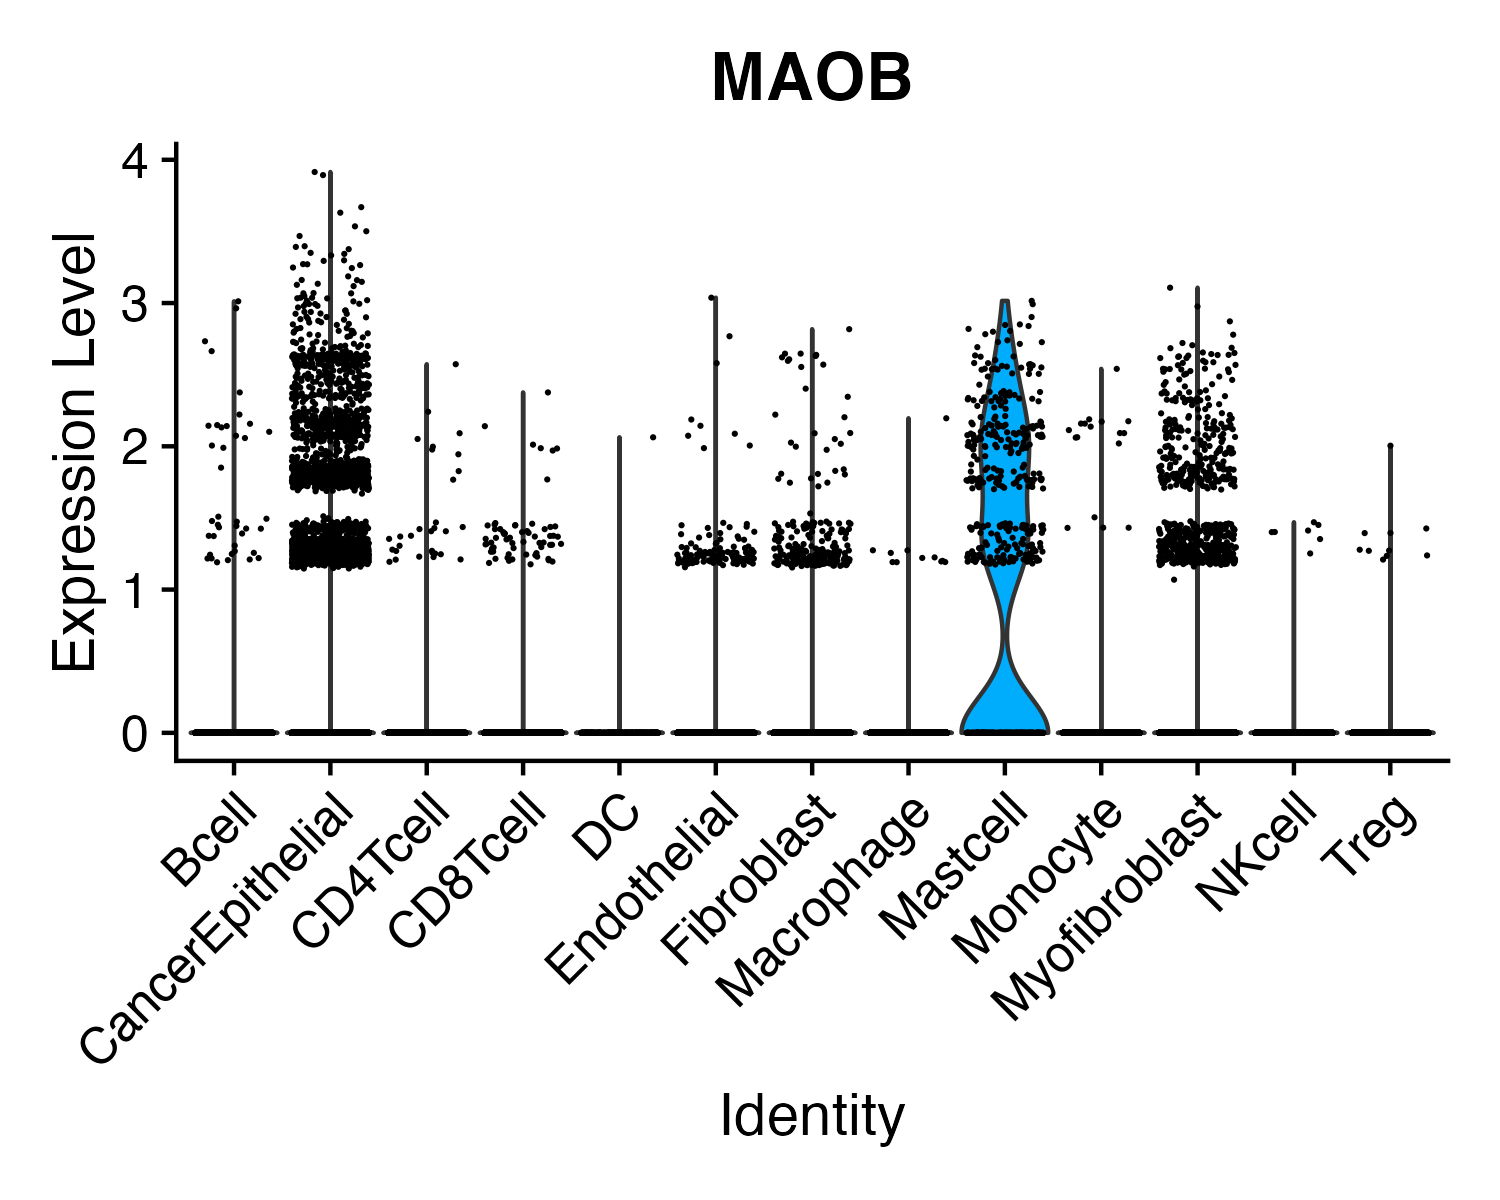 MAOB
Expression Level
4
3
2
1
0
Bcell
CancerEpithelial
CD4Tcell
CD8Tcell
DC
Endothelial
Fibroblast
Macrophage
Mastcell
Monocyte
Myofibroblast
NKcell
Treg
Identity